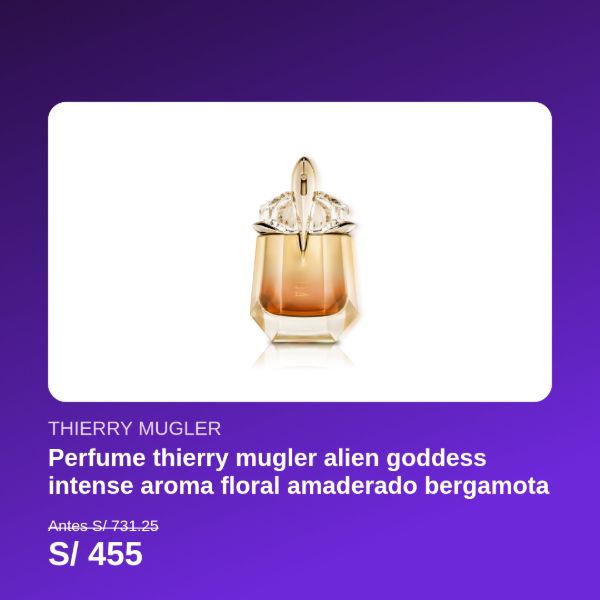 THIERRY MUGLER
Perfume thierry mugler alien goddess
intense aroma floral amaderado bergamota
Antes S/ 731.25
S/ 455